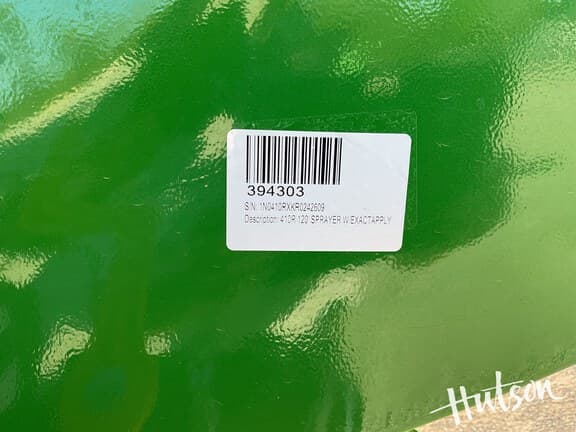 394303
S/N: 1N0410RXKR0242609
Description: 410R 120' SPRAYER W/EXACTAPPLY
Hutson